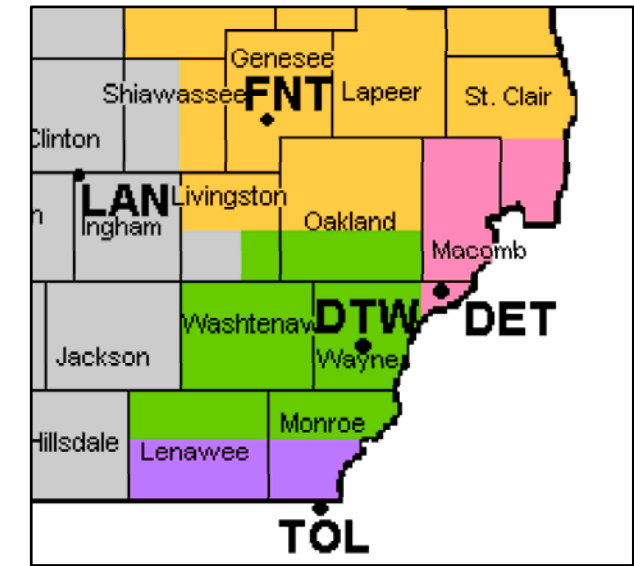 Genesee
Shiawassee
FNT
Lapeer
St. Clair
Clinton
LAN
Livingston
n
Ingham
Oakland
Macomb
Washtenaw
DTW
DET
Jackson
Wayne
Hillsdale
Monroe
Lenawee
TOL